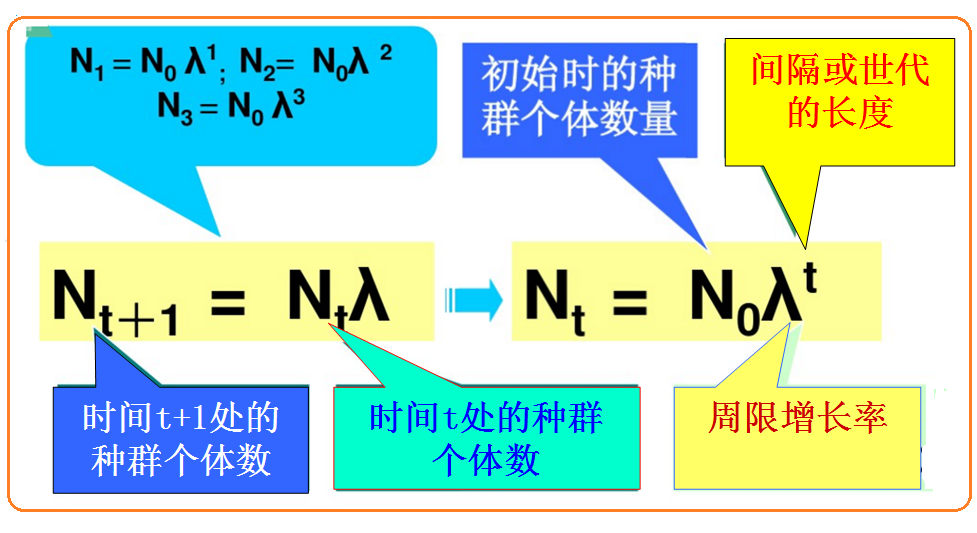 N₁ = N₀ λ¹; N₂= N₀λ ²
N₃ = N₀ λ³
初始时的种
群个体数量
间隔或世代
的长度
Nₜ₊₁ = Nₜλ
Nₜ = N₀λᵗ
时间t+1处的
种群个体数
时间t处的种群
个体数
周限增长率